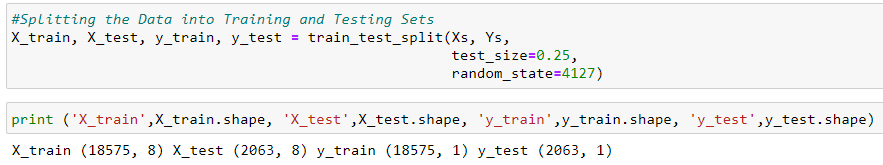 #Splitting the Data into Training and Testing Sets
X_train, X_test, y_train, y_test = train_test_split(Xs, Ys,
test_size=0.25,
random_state=4127)
print ('X_train',X_train.shape, 'X_test',X_test.shape, 'y_train',y_train.shape, 'y_test',y_test.shape)
X_train (18575, 8) X_test (2063, 8) y_train (18575, 1) y_test (2063, 1)